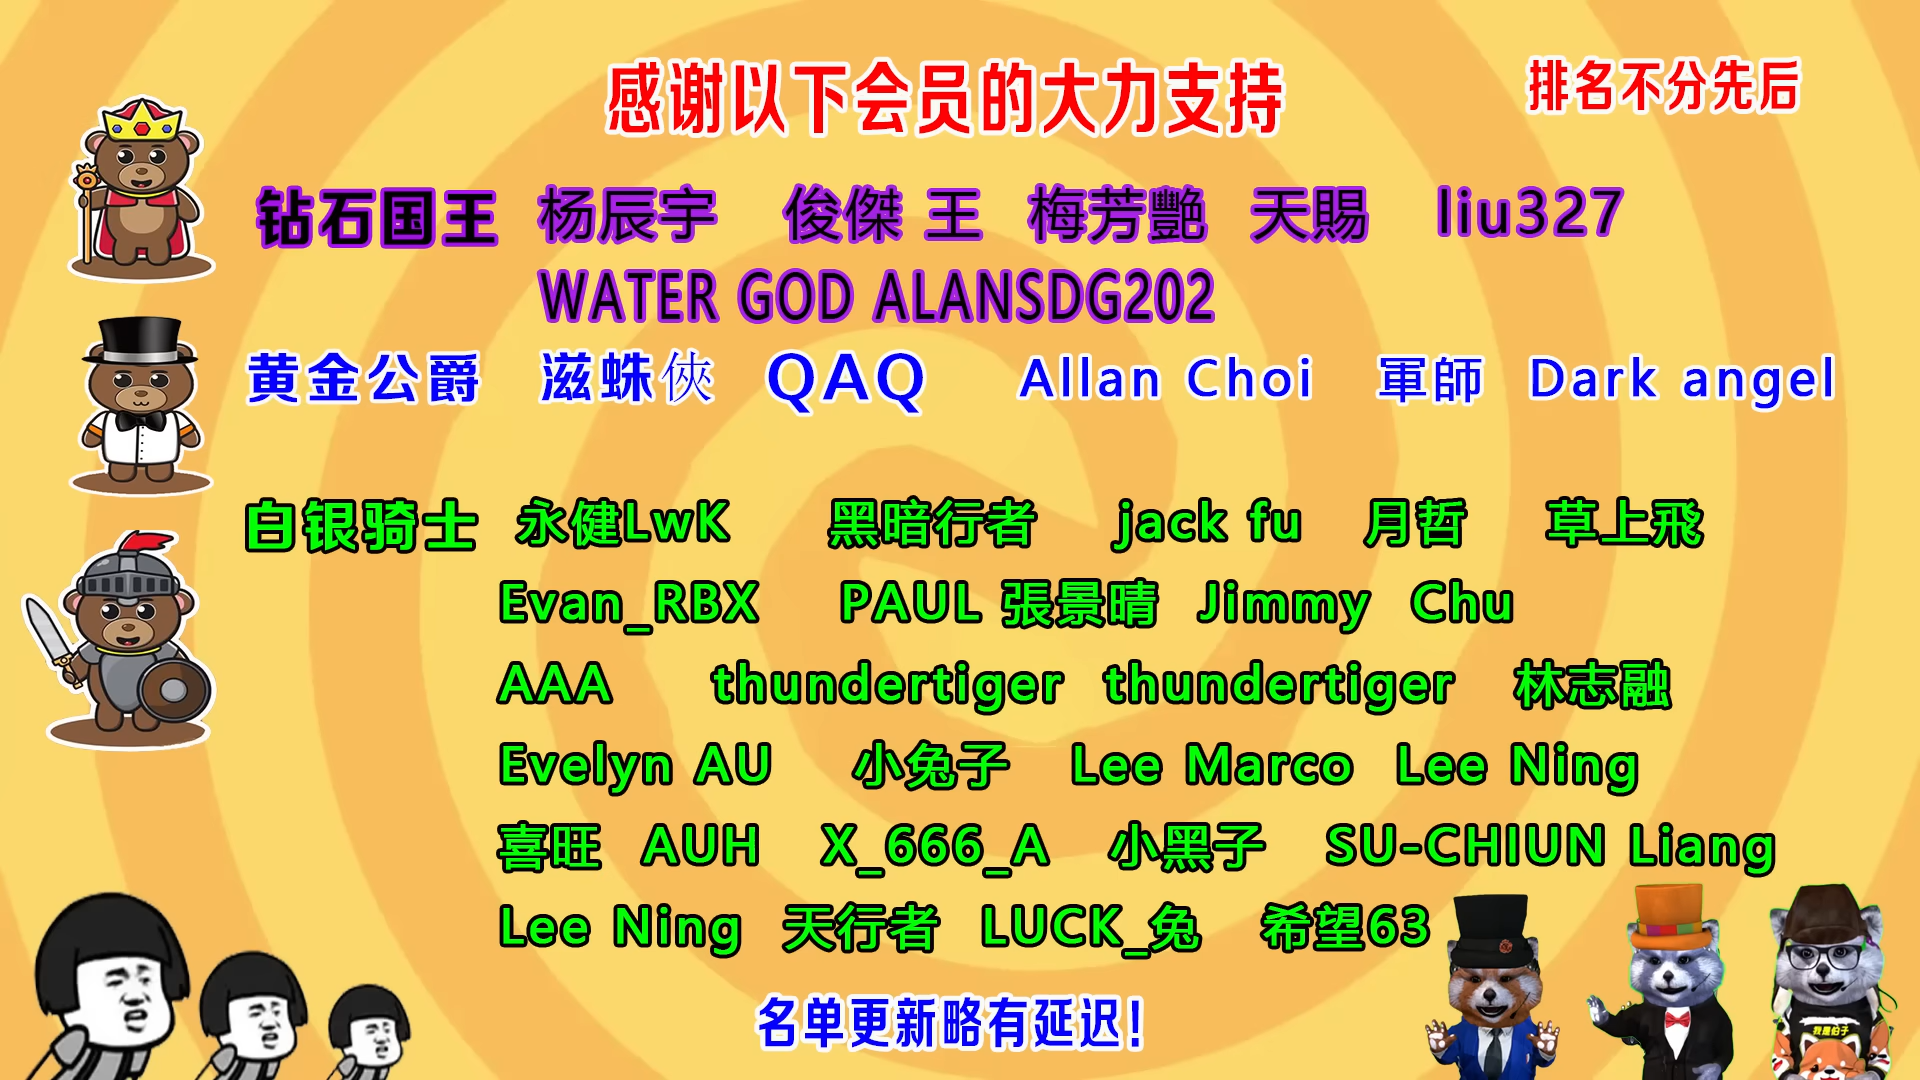 感谢以下会员的大力支持
排名不分先后
钻石国王 杨辰宇 俊傑 王 梅芳艷 天賜 liu327
WATER GOD ALANSDG202
黄金公爵 滋蛛俠 QAQ Allan Choi 軍師 Dark angel
白银骑士 永健LwK 黑暗行者 jack fu 月哲 草上飛
Evan_RBX PAUL 張景晴 Jimmy Chu
AAA thundertiger thundertiger 林志融
Evelyn AU 小兔子 Lee Marco Lee Ning
喜旺 AUH X_666_A 小黑子 SU-CHIUN Liang
Lee Ning 天行者 LUCK_兔 希望63
名单更新略有延迟！
我是伯子